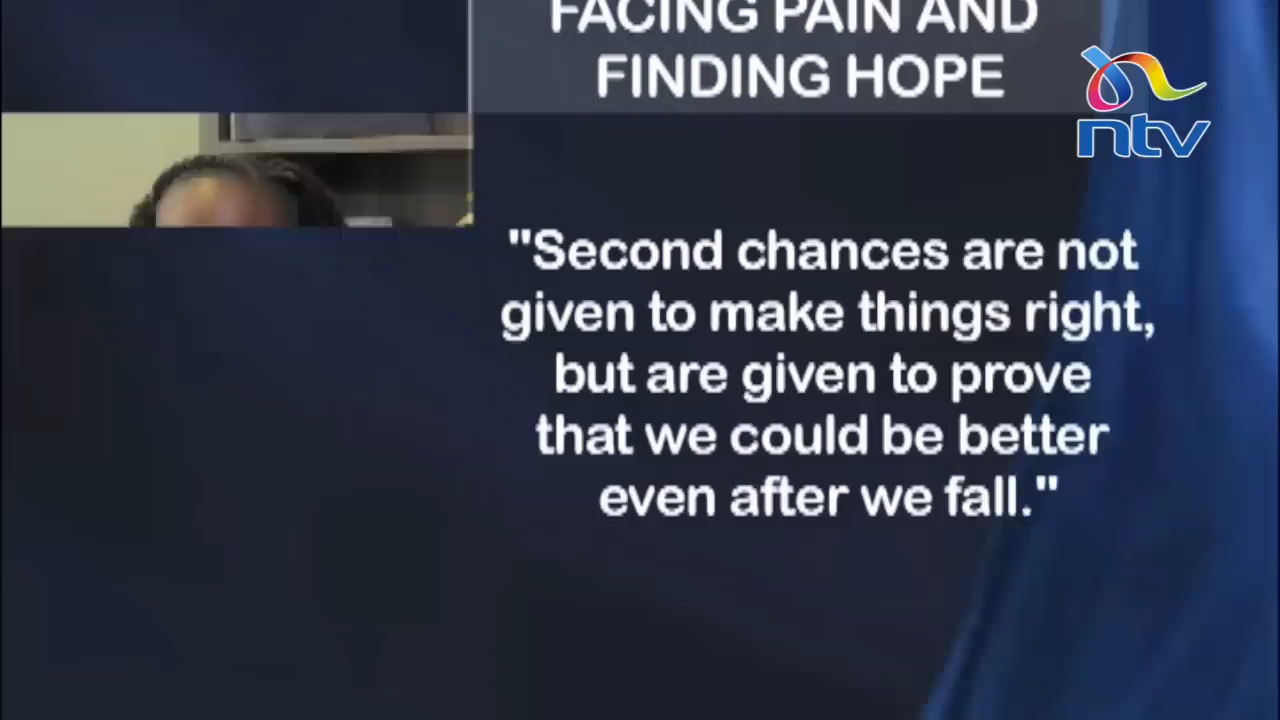 FACING PAIN AND
FINDING HOPE
ntv
"Second chances are not
given to make things right,
but are given to prove
that we could be better
even after we fall."